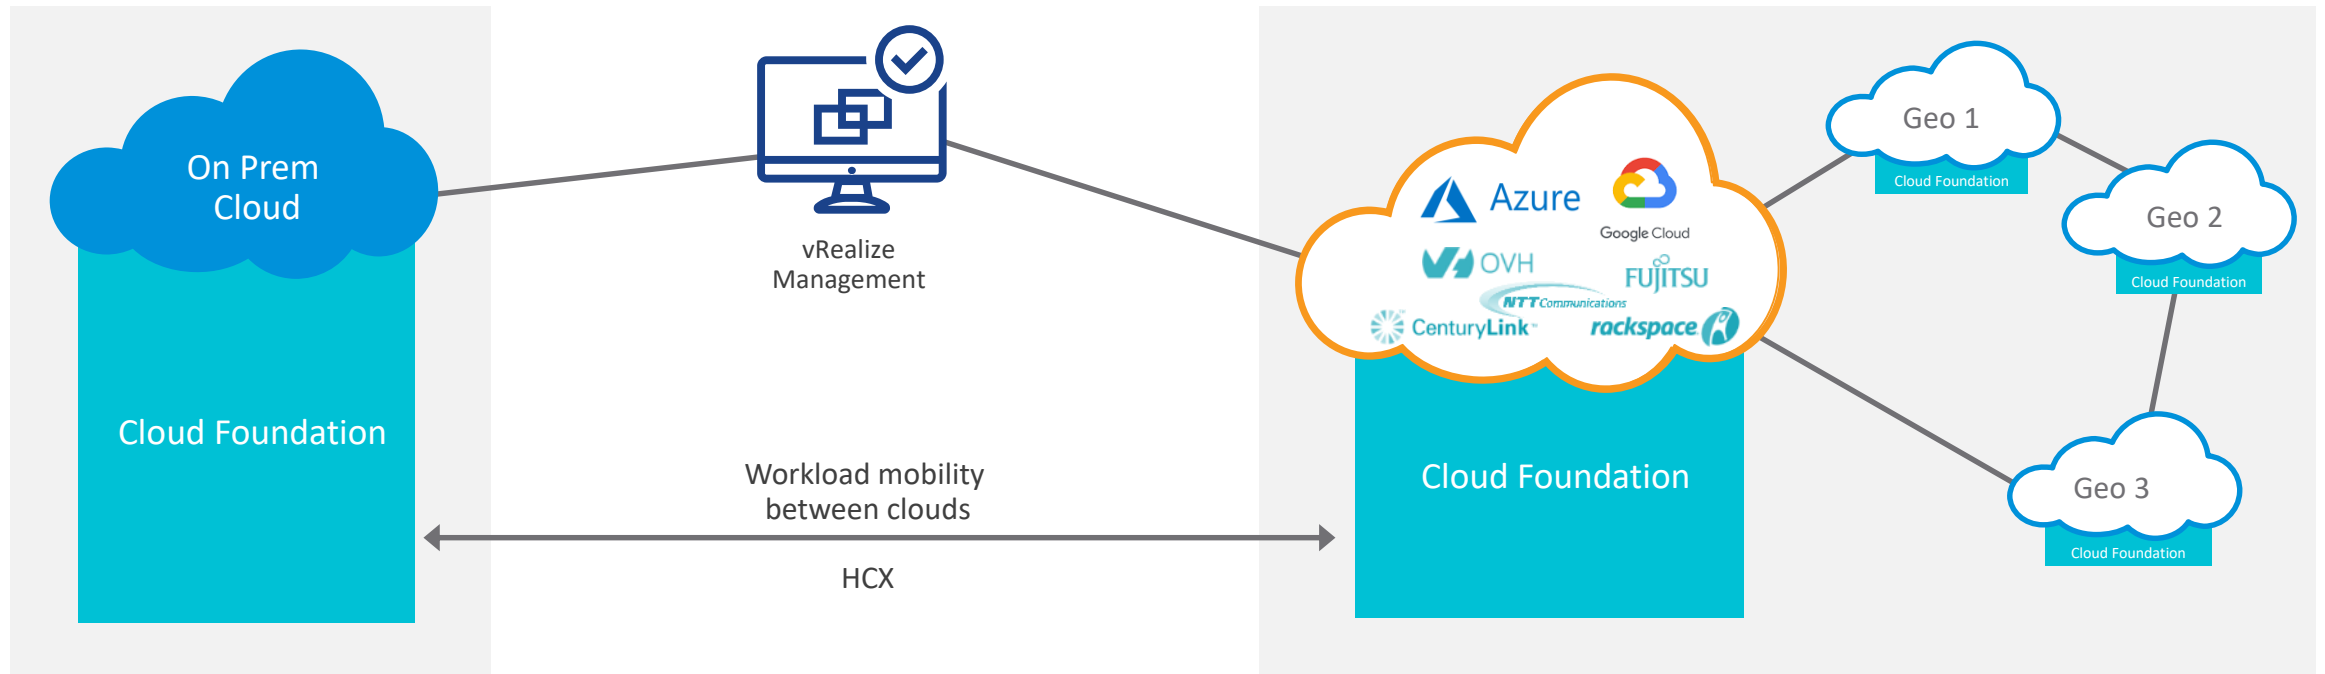 On Prem
Cloud
Cloud Foundation
vRealize
Management
Workload mobility
between clouds
HCX
Azure
Google Cloud
OVH
FUJITSU
NTT Communications
CenturyLink™
rackspace
Cloud Foundation
Geo 1
Cloud Foundation
Geo 2
Cloud Foundation
Geo 3
Cloud Foundation